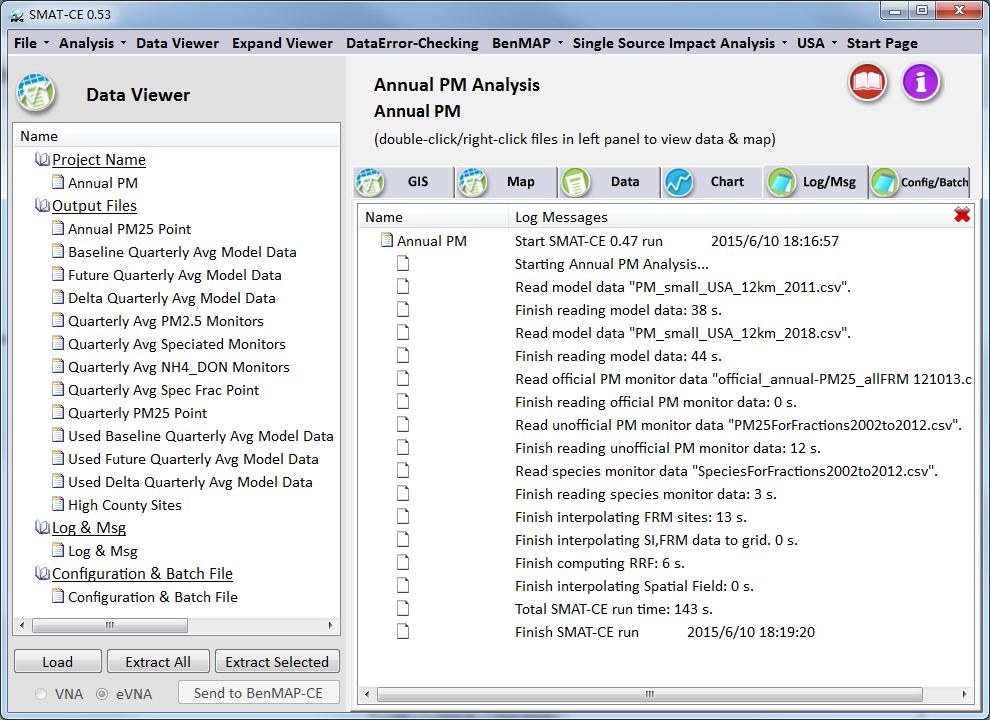 SMAT-CE 0.53
File Analysis Data Viewer Expand Viewer DataError-Checking BenMAP Single Source Impact Analysis USA Start Page
Data Viewer
Name
Project Name
Annual PM
Output Files
Annual PM25 Point
Baseline Quarterly Avg Model Data
Future Quarterly Avg Model Data
Delta Quarterly Avg Model Data
Quarterly Avg PM2.5 Monitors
Quarterly Avg Speciated Monitors
Quarterly Avg NH4_DON Monitors
Quarterly Avg Spec Frac Point
Quarterly PM25 Point
Used Baseline Quarterly Avg Model Data
Used Future Quarterly Avg Model Data
Used Delta Quarterly Avg Model Data
High County Sites
Log & Msg
Log & Msg
Configuration & Batch File
Configuration & Batch File
Load Extract All Extract Selected
VNA eVNA Send to BenMAP-CE
Annual PM Analysis
Annual PM
(double-click/right-click files in left panel to view data & map)
GIS Map Data Chart Log/Msg Config/Batch
Name Log Messages
Annual PM Start SMAT-CE 0.47 run 2015/6/10 18:16:57
Starting Annual PM Analysis...
Read model data "PM_small_USA_12km_2011.csv".
Finish reading model data: 38 s.
Read model data "PM_small_USA_12km_2018.csv".
Finish reading model data: 44 s.
Read official PM monitor data "official_annual-PM25_allFRM 121013.c
Finish reading official PM monitor data: 0 s.
Read unofficial PM monitor data "PM25ForFractions2002to2012.csv".
Finish reading unofficial PM monitor data: 12 s.
Read species monitor data "SpeciesForFractions2002to2012.csv".
Finish reading species monitor data: 3 s.
Finish interpolating FRM sites: 13 s.
Finish interpolating SI,FRM data to grid. 0 s.
Finish computing RRF: 6 s.
Finish interpolating Spatial Field: 0 s.
Total SMAT-CE run time: 143 s.
Finish SMAT-CE run 2015/6/10 18:19:20